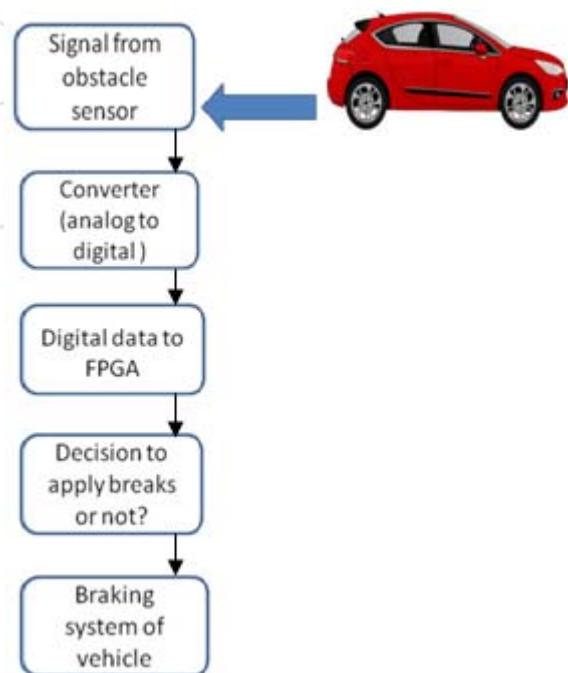 Signal from
obstacle
sensor
Converter
(analog to
digital )
Digital data to
FPGA
Decision to
apply breaks
or not?
Braking
system of
vehicle